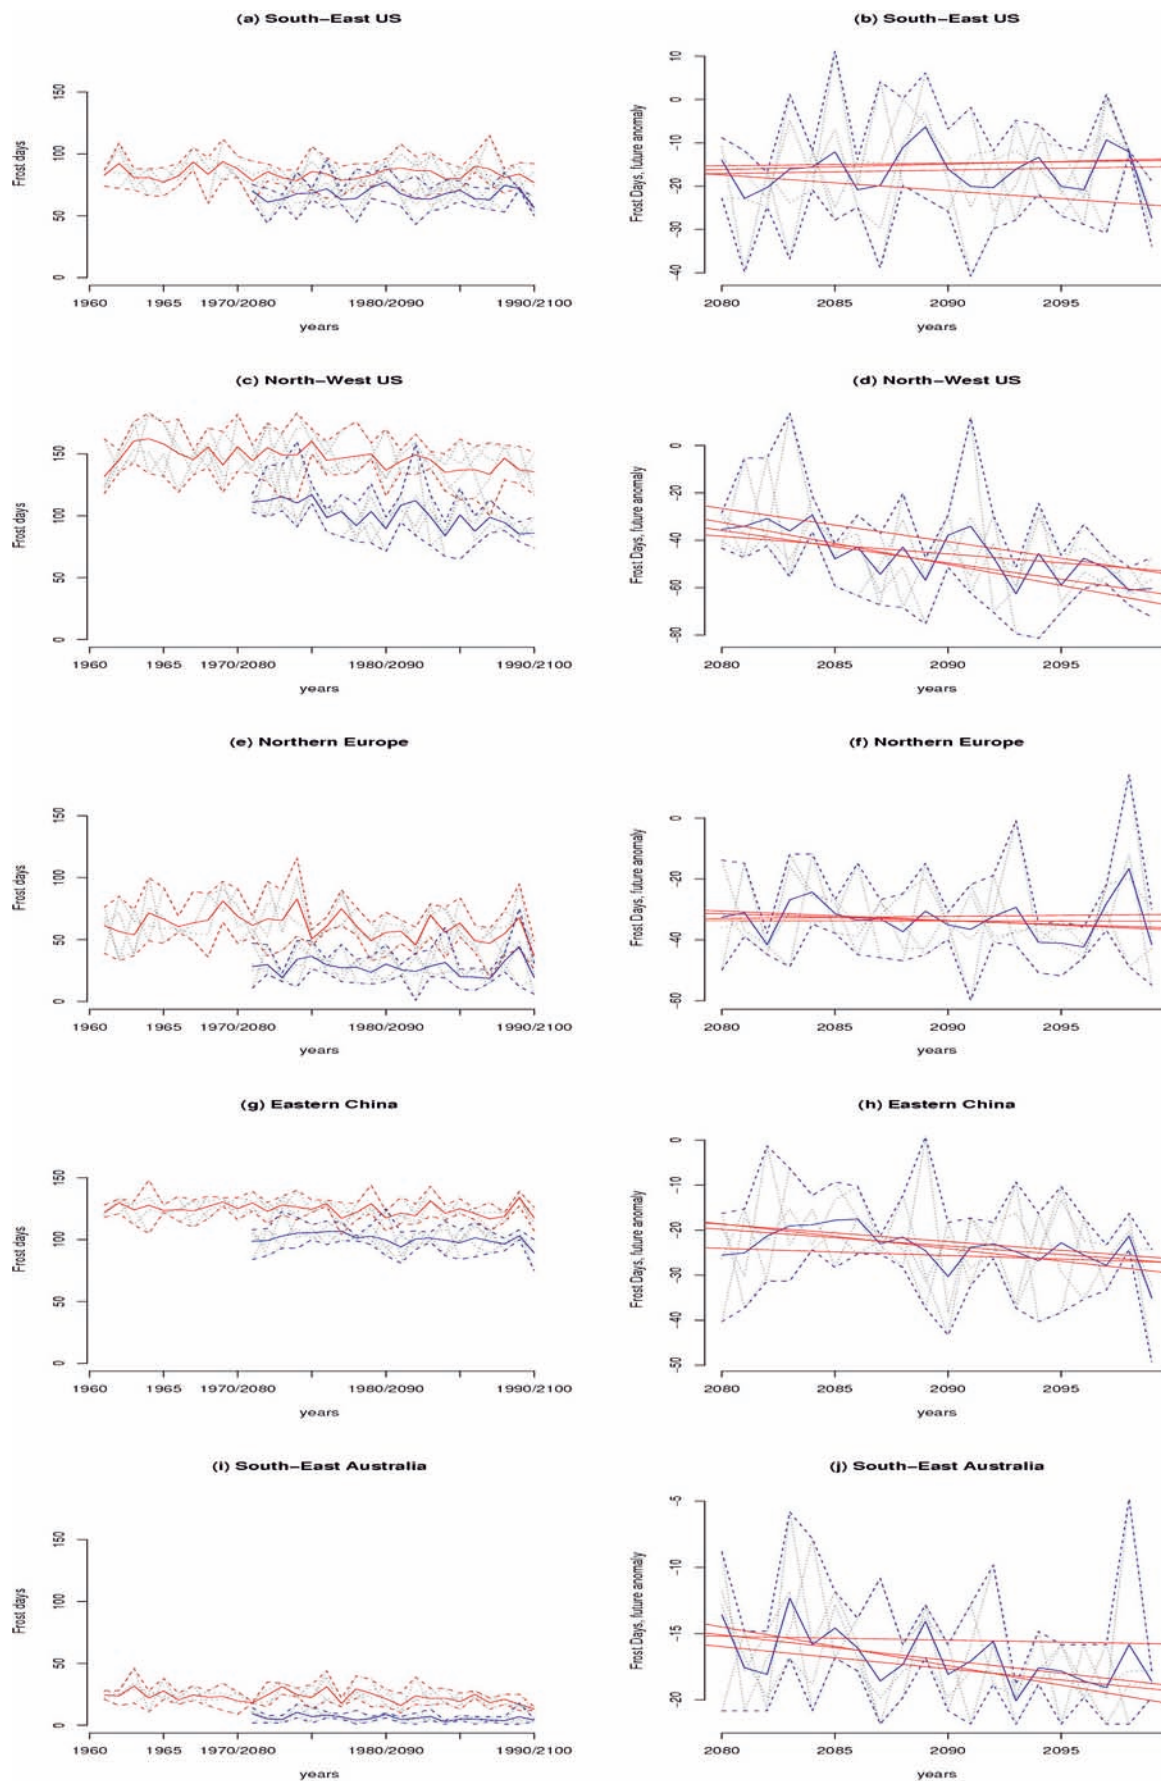 (a) South-East US
Frost days
150
100
50
0
1960 1965 1970/2080 1980/2090 1990/2100
years
(b) South-East US
Frost Days, future anomaly
10
0
-10
-20
-30
-40
2080 2085 2090 2095
years
(c) North-West US
Frost days
150
100
50
0
1960 1965 1970/2080 1980/2090 1990/2100
years
(d) North-West US
Frost Days, future anomaly
0
-20
-40
-60
-80
2080 2085 2090 2095
years
(e) Northern Europe
Frost days
150
100
50
0
1960 1965 1970/2080 1980/2090 1990/2100
years
(f) Northern Europe
Frost Days, future anomaly
0
-20
-40
-60
2080 2085 2090 2095
years
(g) Eastern China
Frost days
150
100
50
0
1960 1965 1970/2080 1980/2090 1990/2100
years
(h) Eastern China
Frost Days, future anomaly
0
-10
-20
-30
-40
-50
2080 2085 2090 2095
years
(i) South-East Australia
Frost days
150
100
50
0
1960 1965 1970/2080 1980/2090 1990/2100
years
(j) South-East Australia
Frost Days, future anomaly
-5
-10
-15
-20
2080 2085 2090 2095
years